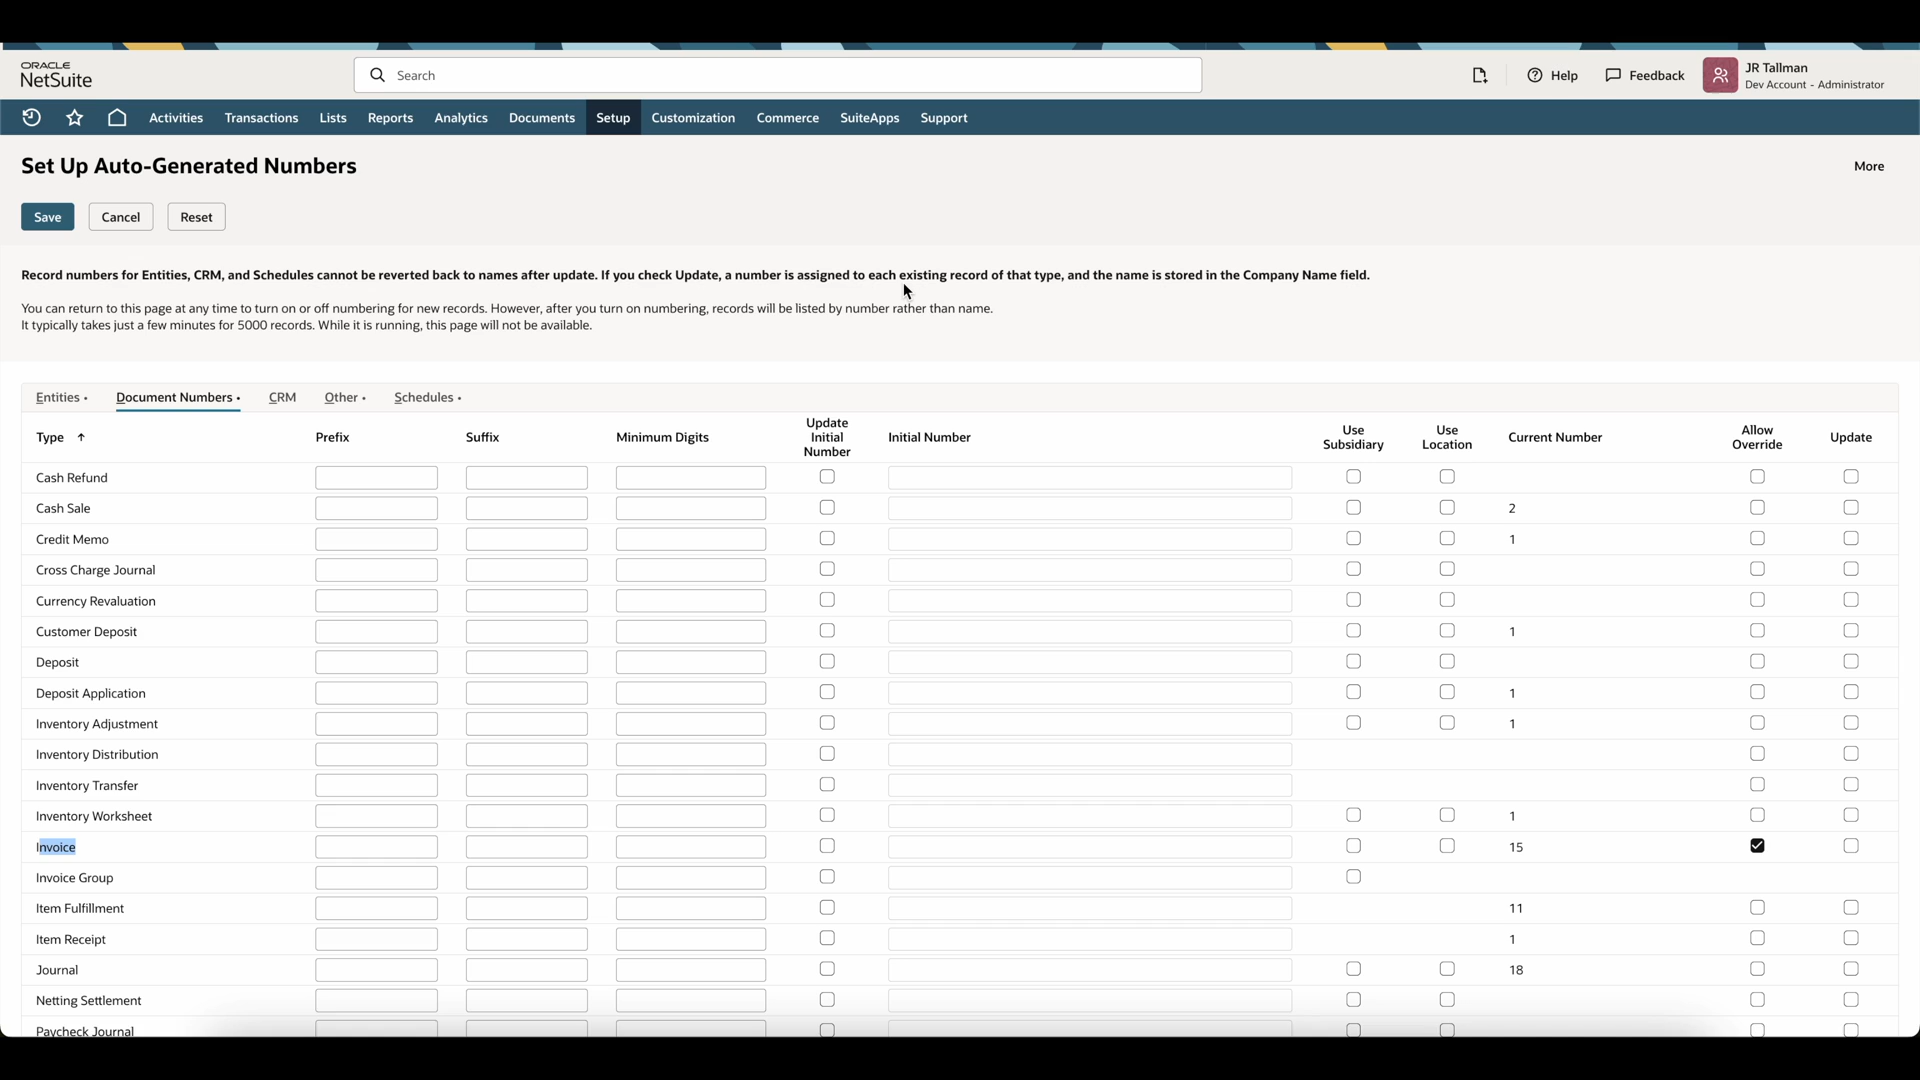 ORACLE
NetSuite
Search
Help
Feedback
JR Tallman
Dev Account - Administrator
Activities
Transactions
Lists
Reports
Analytics
Documents
Setup
Customization
Commerce
SuiteApps
Support
Set Up Auto-Generated Numbers
More
Save
Cancel
Reset
Record numbers for Entities, CRM, and Schedules cannot be reverted back to names after update. If you check Update, a number is assigned to each existing record of that type, and the name is stored in the Company Name field.
You can return to this page at any time to turn on or off numbering for new records. However, after you turn on numbering, records will be listed by number rather than name.
It typically takes just a few minutes for 5000 records. While it is running, this page will not be available.
Entities •
Document Numbers •
CRM
Other •
Schedules •
Type ↑
Prefix
Suffix
Minimum Digits
Update
Initial
Number
Initial Number
Use
Subsidiary
Use
Location
Current Number
Allow
Override
Update
Cash Refund
Cash Sale
2
Credit Memo
1
Cross Charge Journal
Currency Revaluation
Customer Deposit
1
Deposit
Deposit Application
1
Inventory Adjustment
1
Inventory Distribution
Inventory Transfer
Inventory Worksheet
1
Invoice
15
Invoice Group
Item Fulfillment
11
Item Receipt
1
Journal
18
Netting Settlement
Paycheck Journal